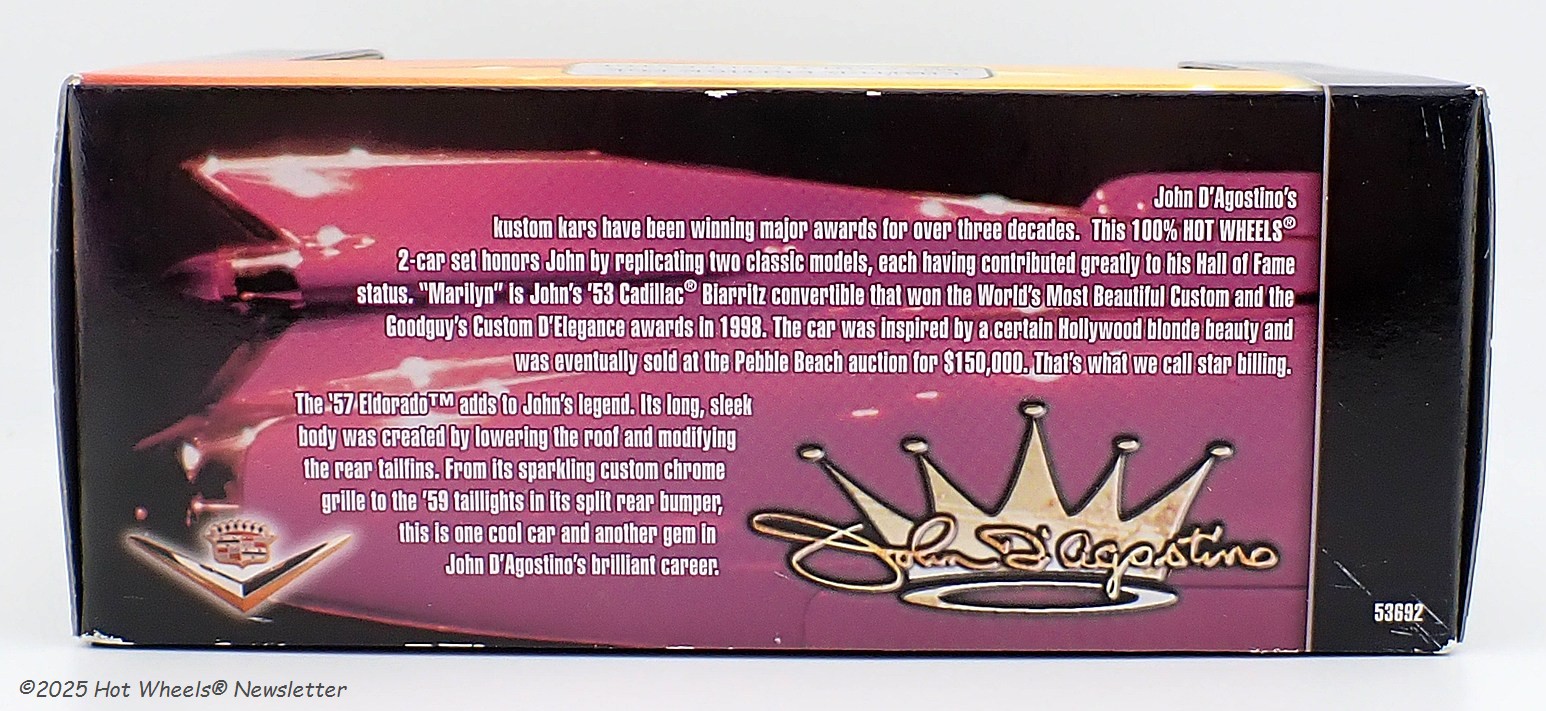 John D'Agostino's
kustom kars have been winning major awards for over three decades. This 100% HOT WHEELS®
2-car set honors John by replicating two classic models, each having contributed greatly to his Hall of Fame
status. "Marilyn" is John's '53 Cadillac® Biarritz convertible that won the World's Most Beautiful Custom and the
Goodguy's Custom D'Elegance awards in 1998. The car was inspired by a certain Hollywood blonde beauty and
was eventually sold at the Pebble Beach auction for $150,000. That's what we call star billing.
The '57 Eldorado™ adds to John's legend. Its long, sleek
body was created by lowering the roof and modifying
the rear tailfins. From its sparkling custom chrome
grille to the '59 taillights in its split rear bumper,
this is one cool car and another gem in
John D'Agostino's brilliant career.
John D'Agostino
53692
©2025 Hot Wheels® Newsletter